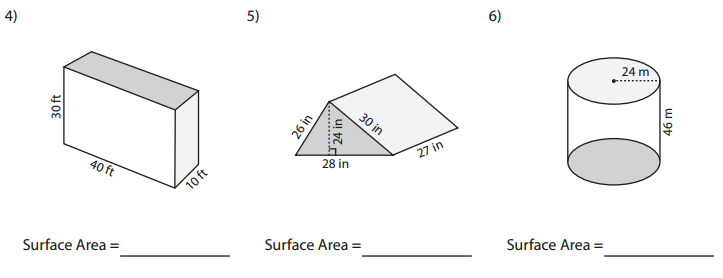 4)
30 ft
40 ft
10 ft
Surface Area =
5)
26 in
24 in
30 in
28 in
27 in
Surface Area =
6)
24 m
46 m
Surface Area =